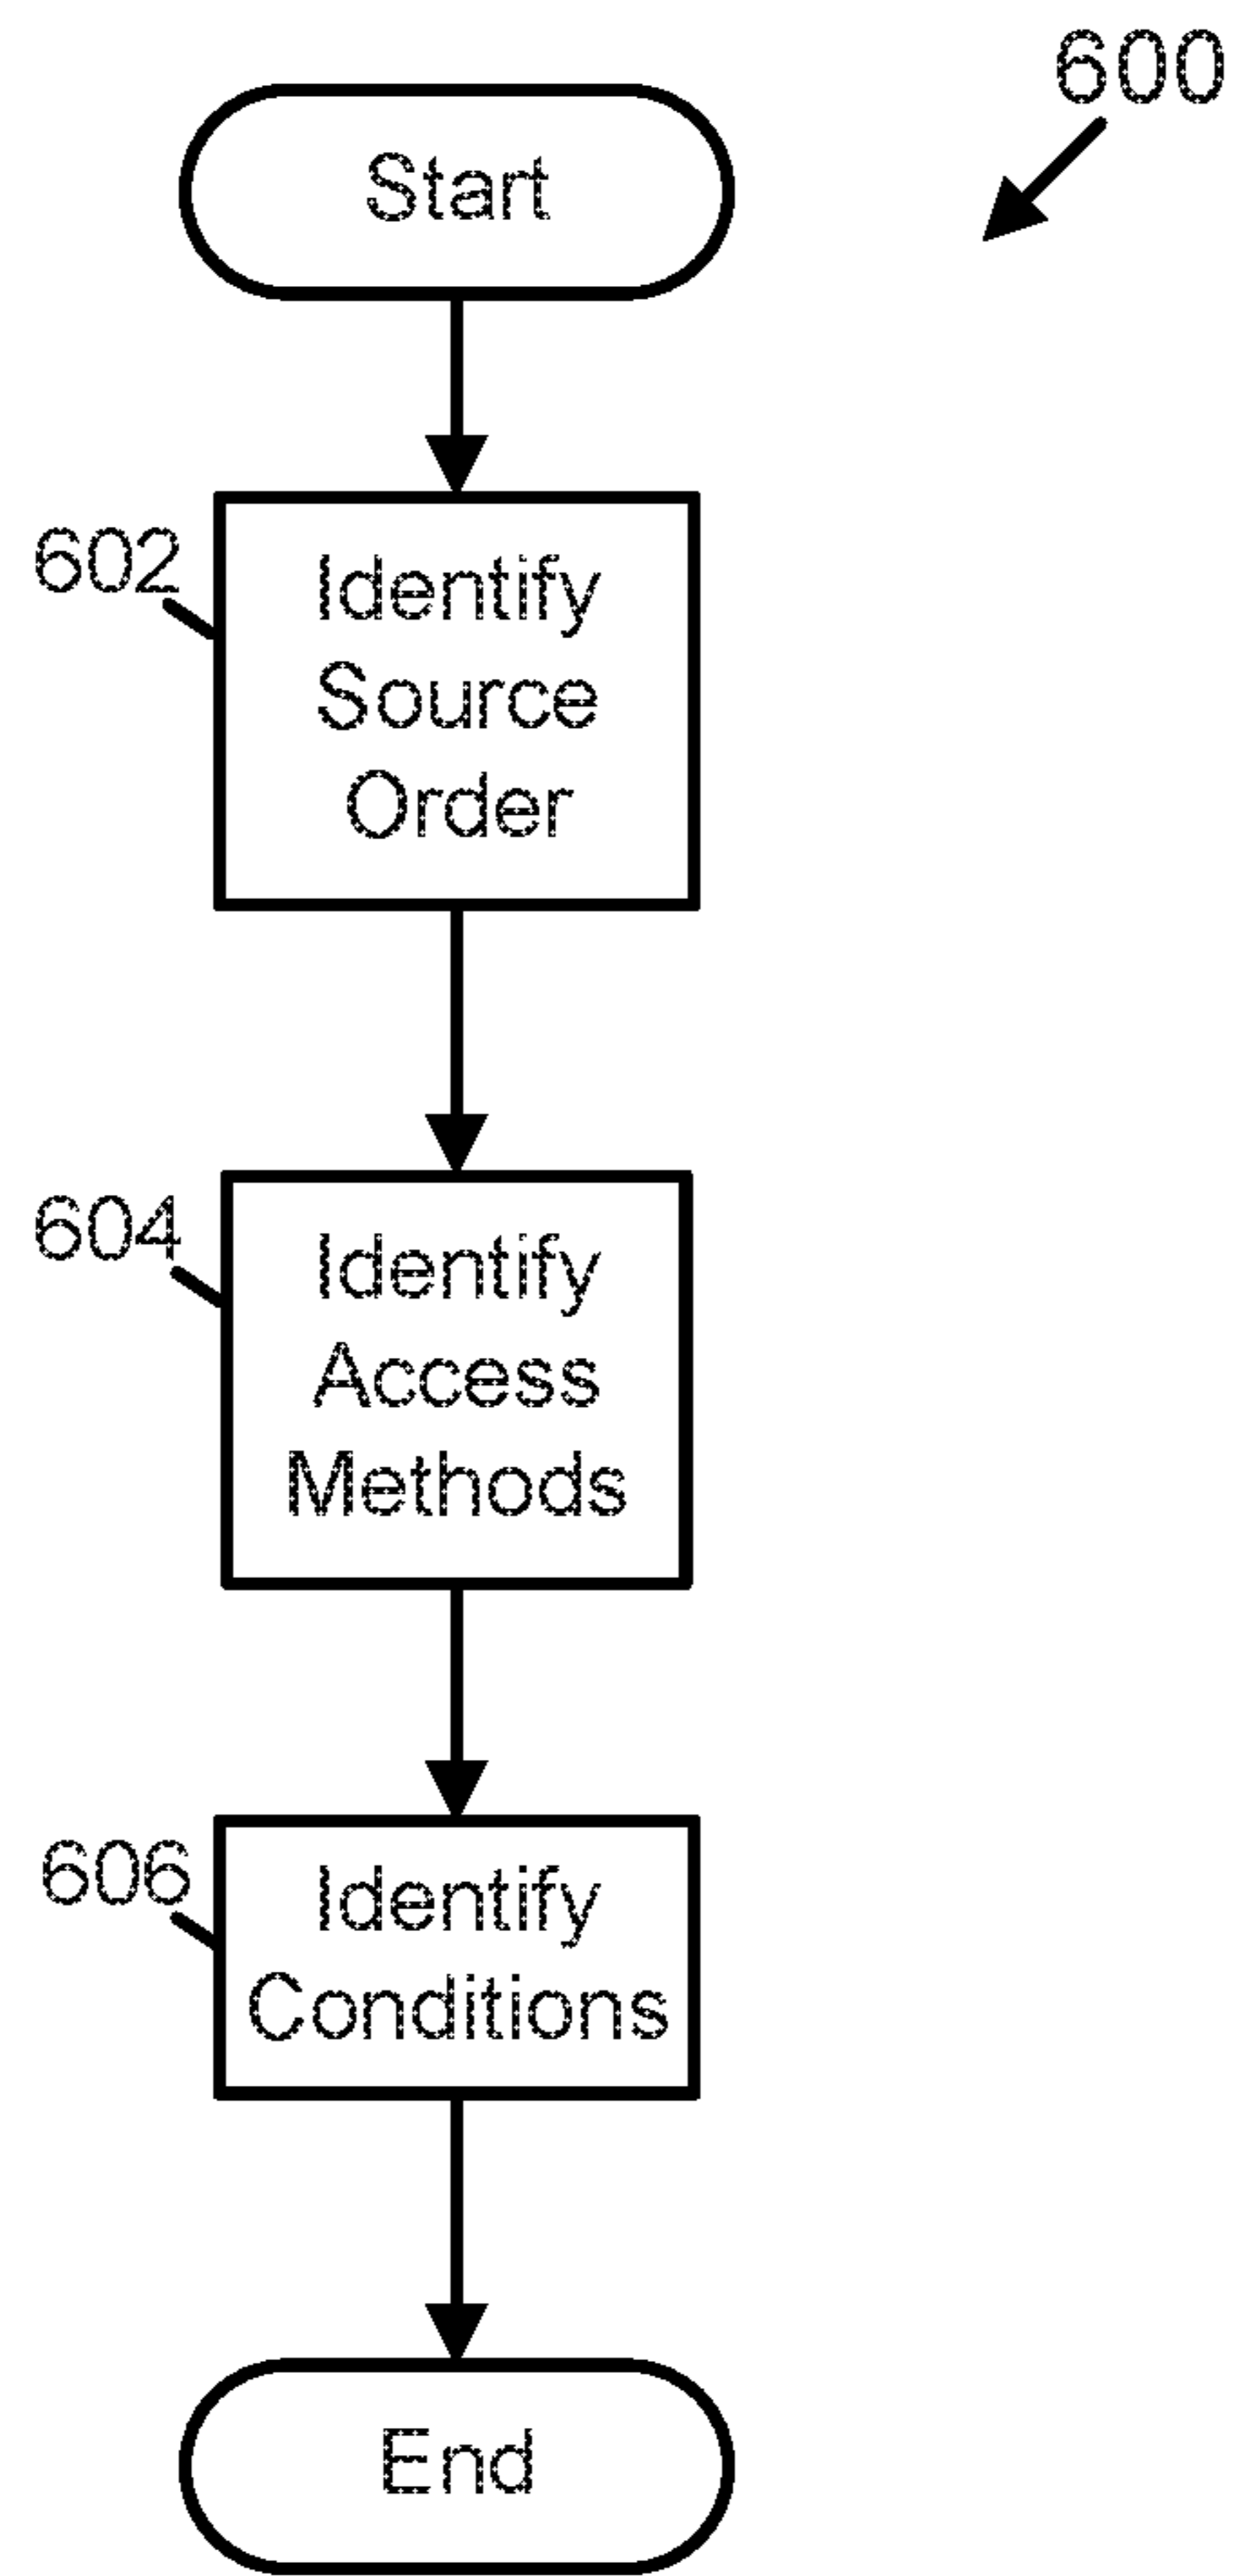 600
Start
602
Identify
Source
Order
604
Identify
Access
Methods
606
Identify
Conditions
End